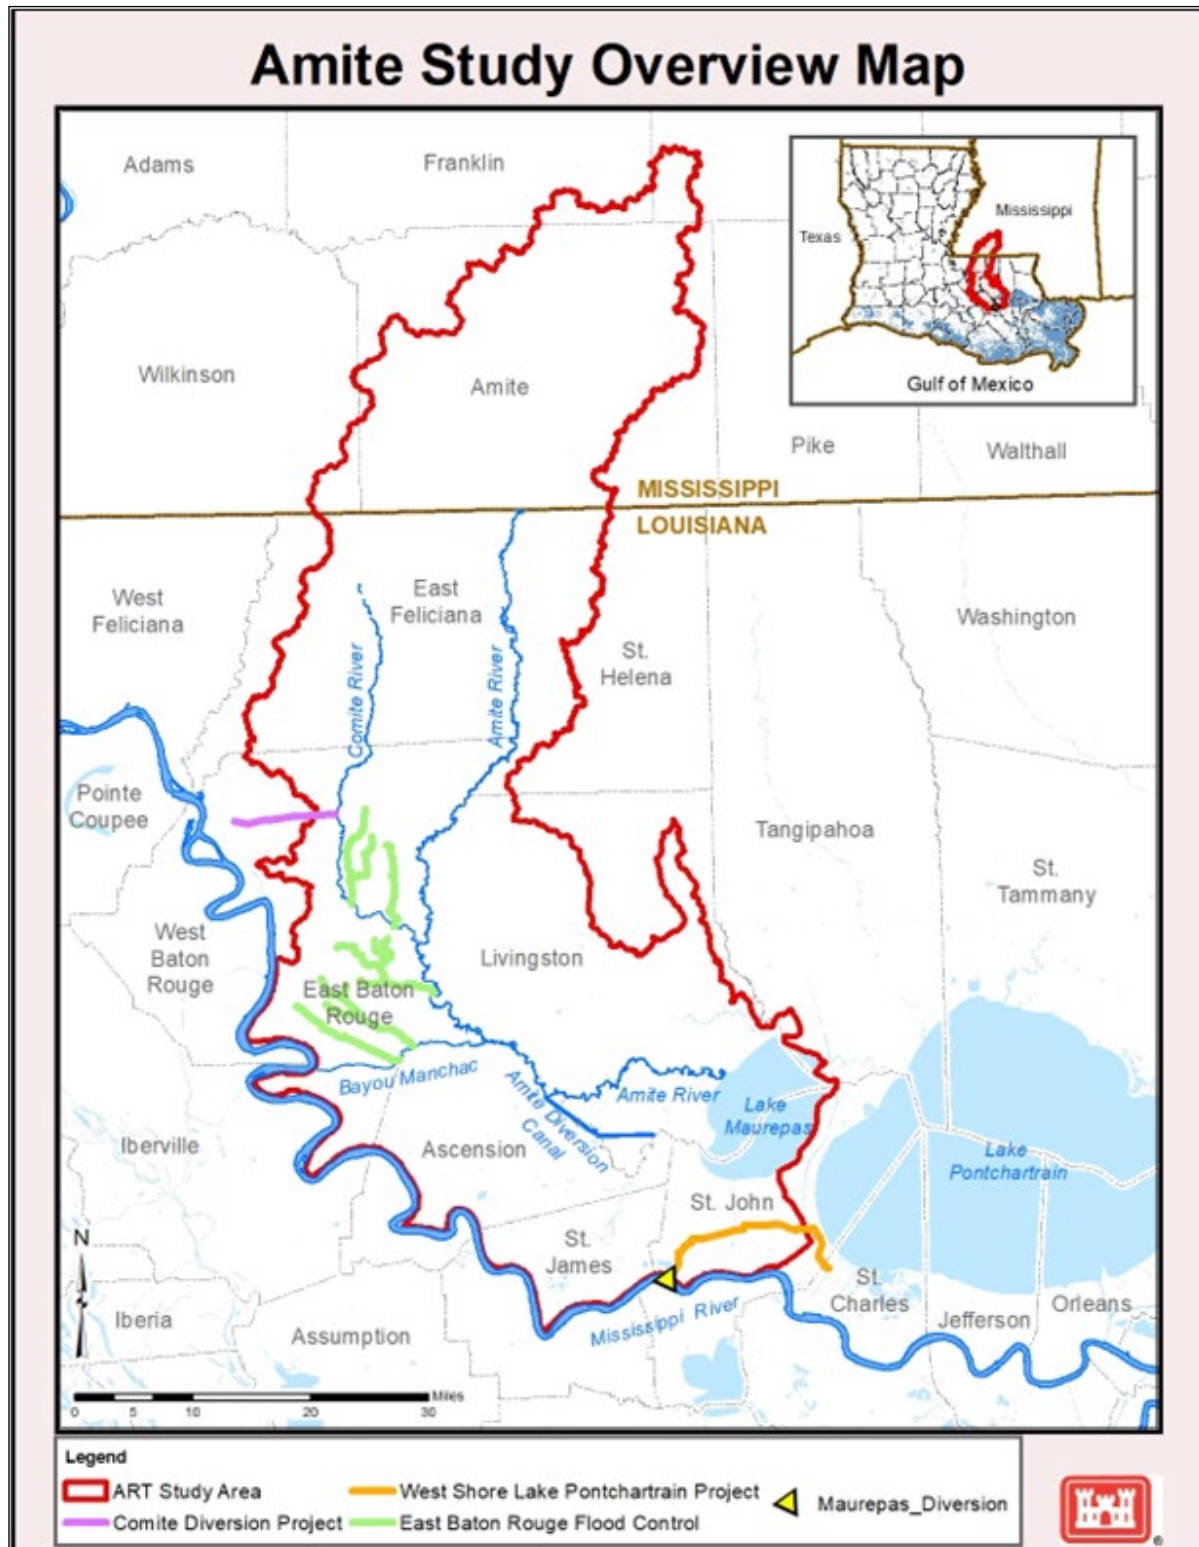 Amite Study Overview Map
Adams
Franklin
Mississippi
Texas
Gulf of Mexico
Wilkinson
Amite
Pike
Walthall
MISSISSIPPI
LOUISIANA
West
Feliciana
East
Feliciana
St.
Helena
Washington
Comite River
Amite River
Pointe
Coupee
Tangipahoa
St.
Tammany
West
Baton
Rouge
Livingston
East Baton
Rouge
Bayou Manchac
Amite River
Amite Diversion
Canal
Lake
Maurepas
Iberville
Ascension
Lake
Pontchartrain
St. John
St.
James
N
St.
Charles
Orleans
Jefferson
Iberia
Assumption
Mississippi River
Miles
0 5 10 20 30
Legend
ART Study Area
West Shore Lake Pontchartrain Project
Maurepas_Diversion
Comite Diversion Project
East Baton Rouge Flood Control
®